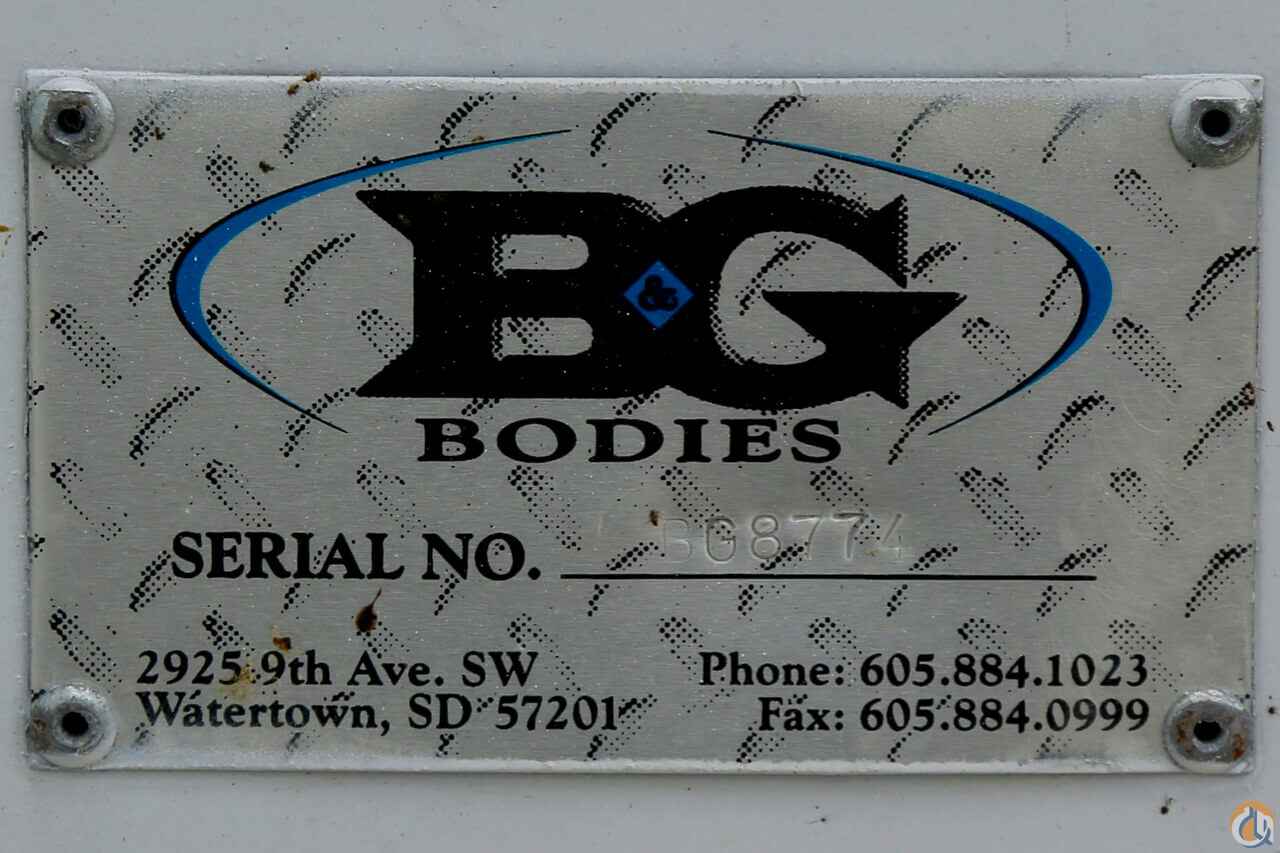 B&G
BODIES
SERIAL NO. BG8774
2925 9th Ave. SW
Watertown, SD 57201
Phone: 605.884.1023
Fax: 605.884.0999